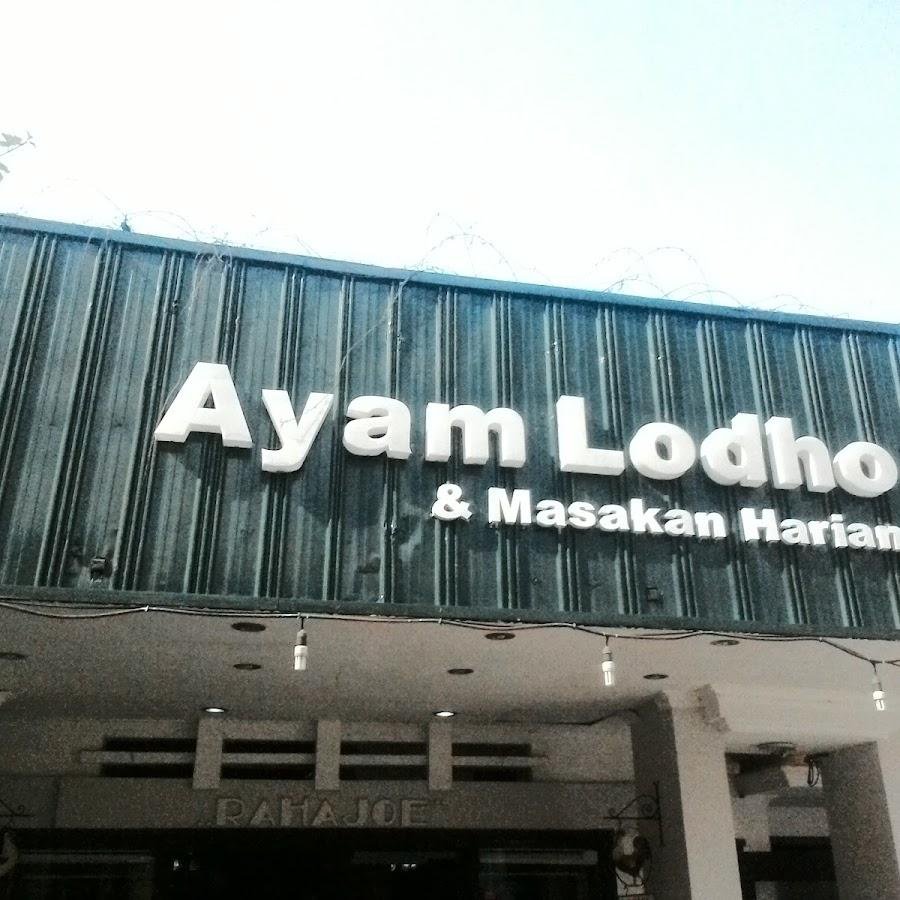 Ayam Lodho
& Masakan Harian
„RAHAJOE"